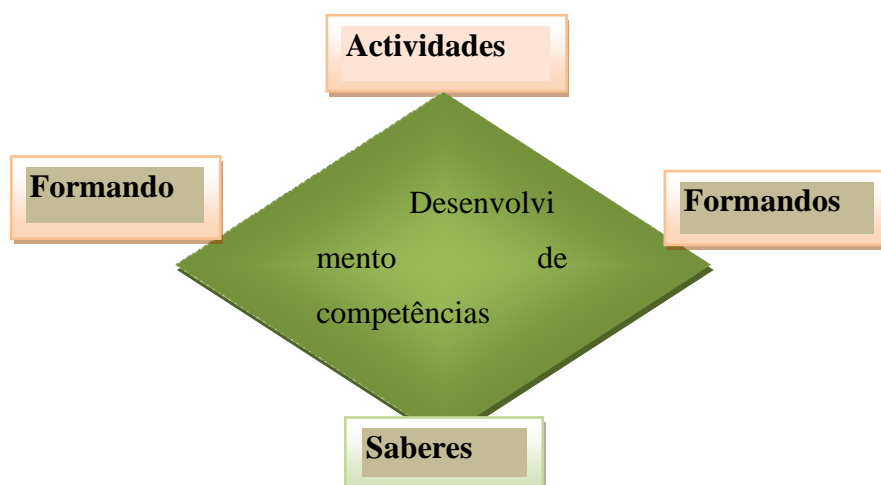 Actividades
Formando
Formandos
Desenvolvi
mento de
competências
Saberes